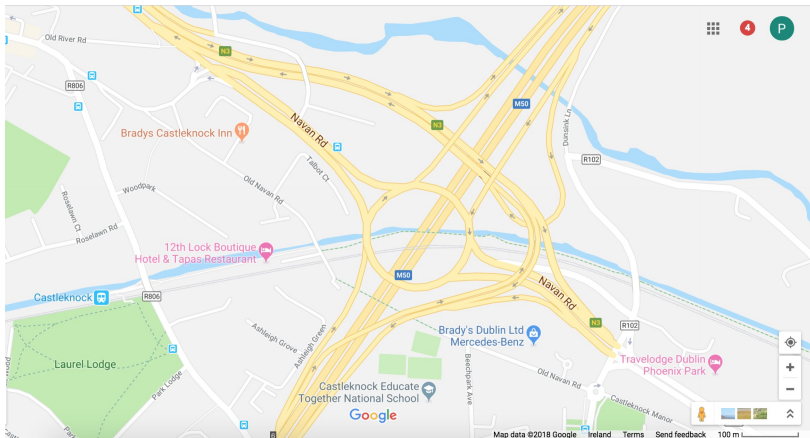 Old River Rd
N3
4
P
R806
M50
Navan Rd
N3
Bradys Castleknock Inn
Dunsink Ln
Talbot Ct
R102
Old Navan Rd
Woodpark
Roselawn Ct
Roselawn Rd
12th Lock Boutique
Hotel & Tapas Restaurant
M50
Navan Rd
Castleknock
R806
N3
R102
Ashleigh Grove
Ashleigh Green
Brady's Dublin Ltd
Mercedes-Benz
Laurel Lodge
Travelodge Dublin
Phoenix Park
Park Lodge
Beechpark Ave
Old Navan Rd
Castleknock Educate
Together National School
Castleknock Manor
Google
Map data ©2018 Google
Ireland
Terms
Send feedback
100 m